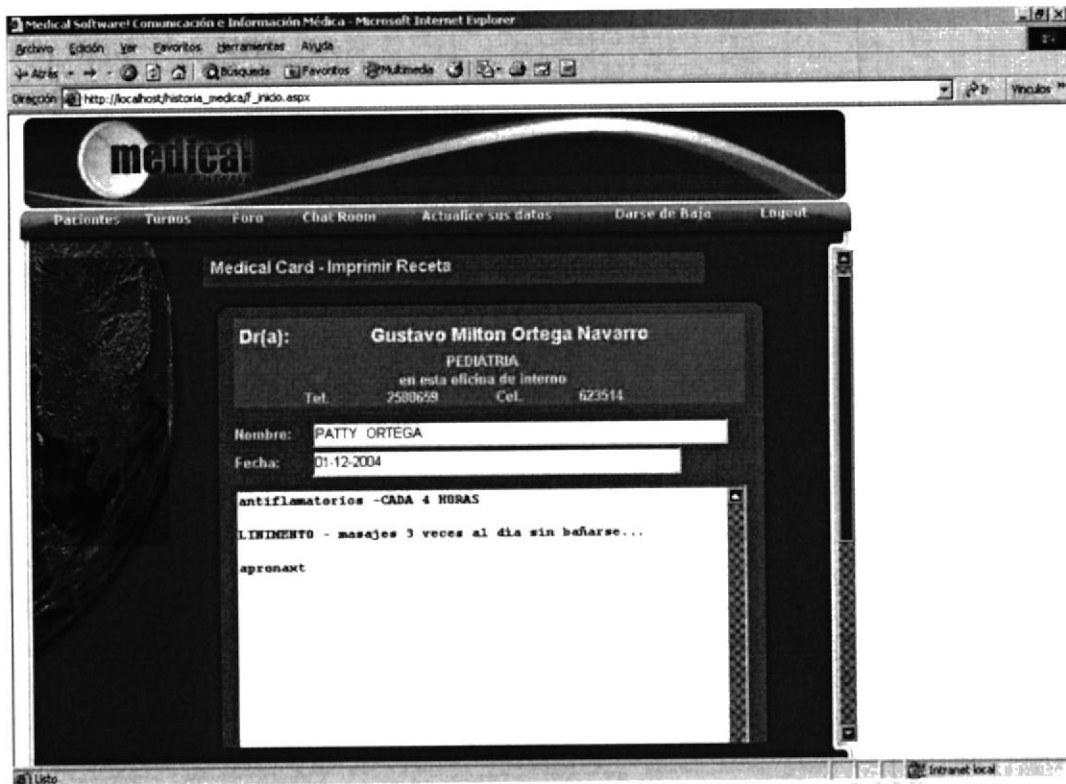 Medical Software! Comunicación e Información Médica - Microsoft Internet Explorer
Archivo Edición Ver Favoritos Herramientas Ayuda
Atrás Búsqueda Favoritos Multimedia
Dirección http://localhost/historia_medica/f_inicio.aspx Ir Vínculos
medical
Pacientes Turnos Foro Chat Room Actualice sus datos Darse de Baja Logout
Medical Card - Imprimir Receta
Dr(a): Gustavo Milton Ortega Navarro
PEDIATRIA
en esta oficina de interno
Tel. 2580659 Cel. 623514
Nombre: PATTY ORTEGA
Fecha: 01-12-2004
antiflamatorios -CADA 4 HORAS
LINIMENTO - masajes 3 veces al dia sin bañarse...
apronaxt
Listo Intranet local